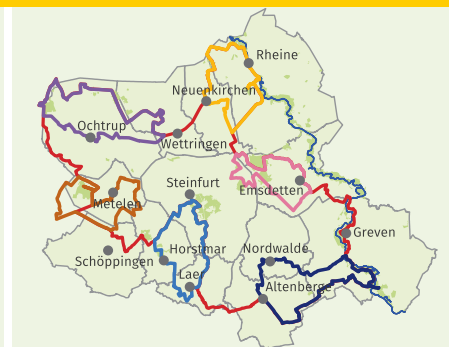 Rheine
Neuenkirchen
Ochtrup
Wettringen
Steinfurt
Emsdetten
Metelen
Greven
Horstmar
Nordwalde
Schöppingen
Laer
Altenberge